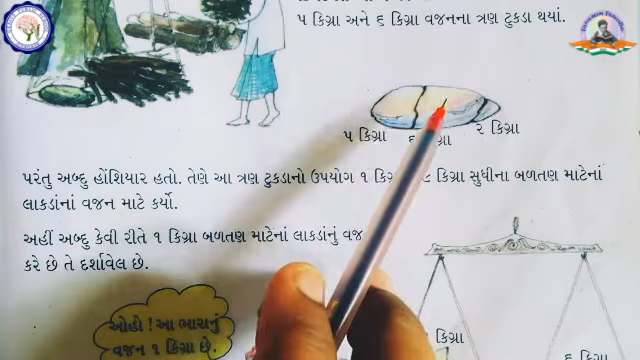 ૫ કિગ્રા અને ૬ કિગ્રા વજનના ત્રણ ટુકડા થયાં.
૫ કિગ્રા
૨ કિગ્રા
પરંતુ અબ્દુ હોંશિયાર હતો. તેણે આ ત્રણ ટુકડાનો ઉપયોગ ૧ કિગ્રા કિગ્રા સુધીના બળતણ માટેનાં
લાકડાંનાં વજન માટે કર્યો.
અહીં અબ્દુ કેવી રીતે ૧ કિગ્રા બળતણ માટેનાં લાકડાંનું વજ
કરે છે તે દર્શાવેલ છે.
ઓહો ! આ ભારાનું
વજન ૧ કિગ્રા છે.
કિગ્રા
૬ કિગ્રા